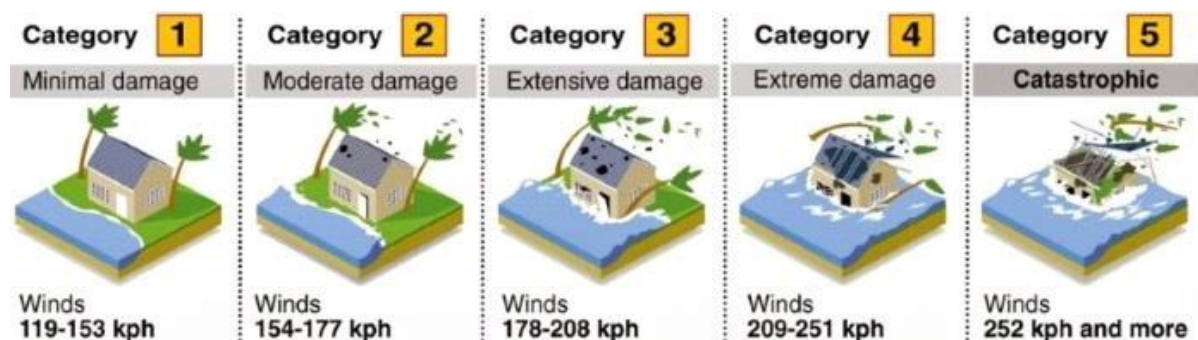 Category 1
Minimal damage
Winds
119-153 kph
Category 2
Moderate damage
Winds
154-177 kph
Category 3
Extensive damage
Winds
178-208 kph
Category 4
Extreme damage
Winds
209-251 kph
Category 5
Catastrophic
Winds
252 kph and more